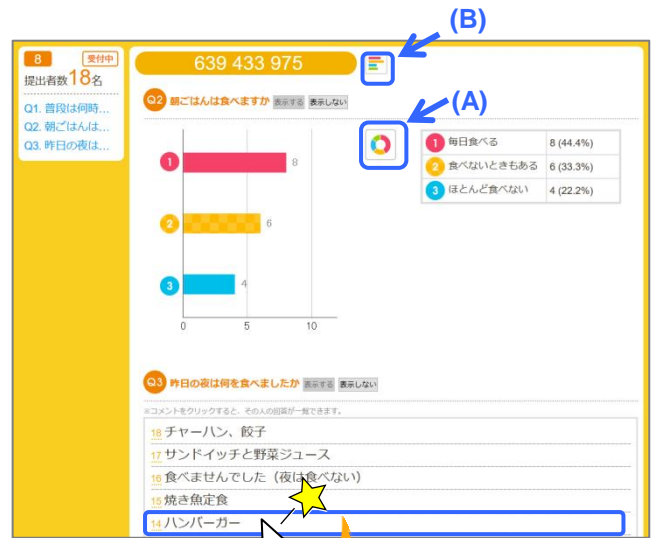 (B)
8 受付中
提出者数18名
Q1. 普段は何時...
Q2. 朝ごはんは...
Q3. 昨日の夜は...
639 433 975
Q2 朝ごはんは食べますか 表示する 表示しない
(A)
1 8
2 6
3 4
0 5 10
1 毎日食べる 8 (44.4%)
2 食べないときもある 6 (33.3%)
3 ほとんど食べない 4 (22.2%)
Q3 昨日の夜は何を食べましたか 表示する 表示しない
※コメントをクリックすると、その人の回答が一覧できます。
18 チャーハン、餃子
17 サンドイッチと野菜ジュース
16 食べませんでした（夜は食べない）
15 焼き魚定食
14 ハンバーガー